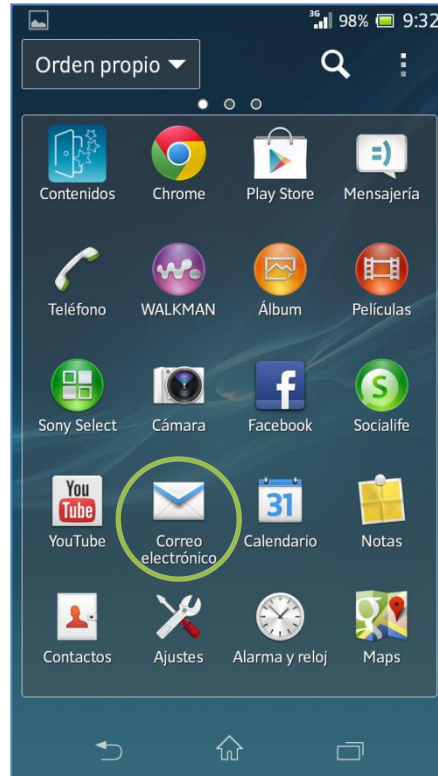 3G 98% 9:32
Orden propio
Contenidos Chrome Play Store Mensajería
Teléfono WALKMAN Álbum Películas
Sony Select Cámara Facebook Socialife
You
Tube
31
YouTube Correo electrónico Calendario Notas
Contactos Ajustes Alarma y reloj Maps